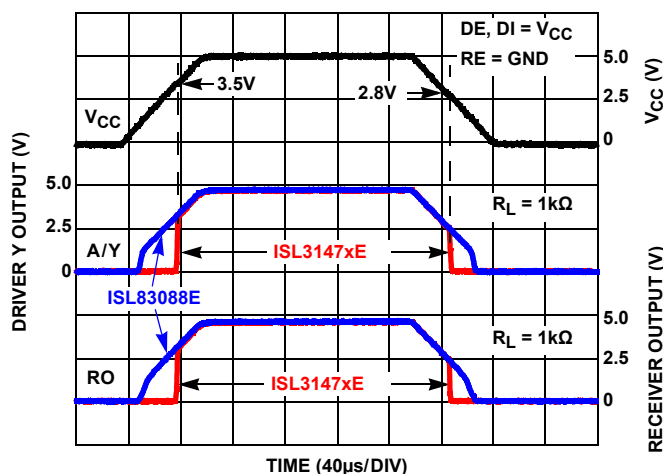 DE, DI = VCC
RE = GND
5.0
3.5V
2.8V
2.5
VCC
0
VCC (V)
5.0
RL = 1kΩ
2.5
A/Y
ISL3147xE
0
ISL83088E
DRIVER Y OUTPUT (V)
5.0
RL = 1kΩ
2.5
RO
ISL3147xE
0
RECEIVER OUTPUT (V)
TIME (40µs/DIV)